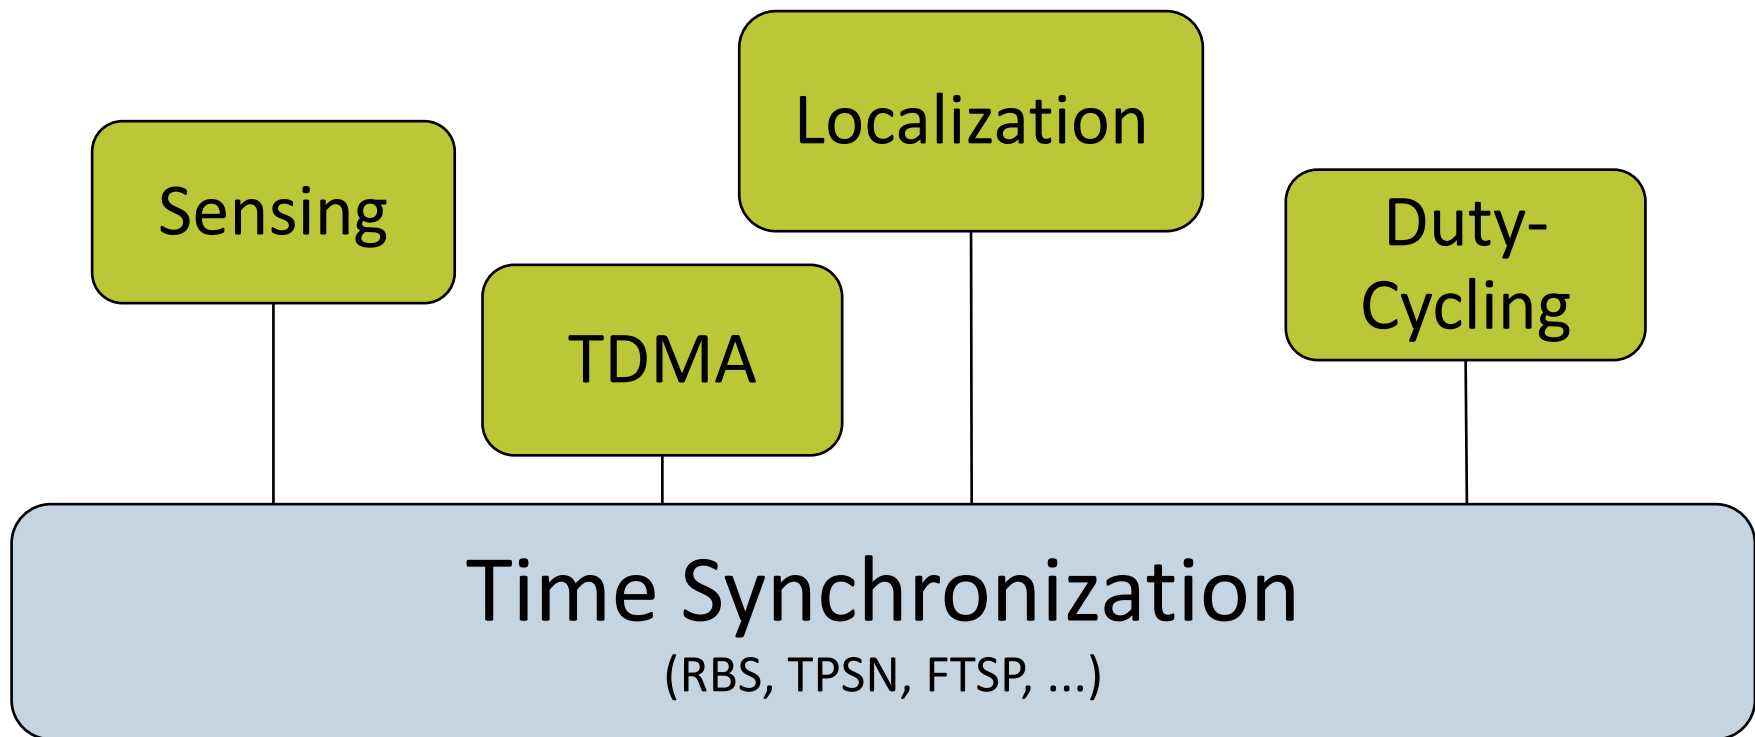 Localization
Sensing
Duty-
Cycling
TDMA
Time Synchronization
(RBS, TPSN, FTSP, ...)